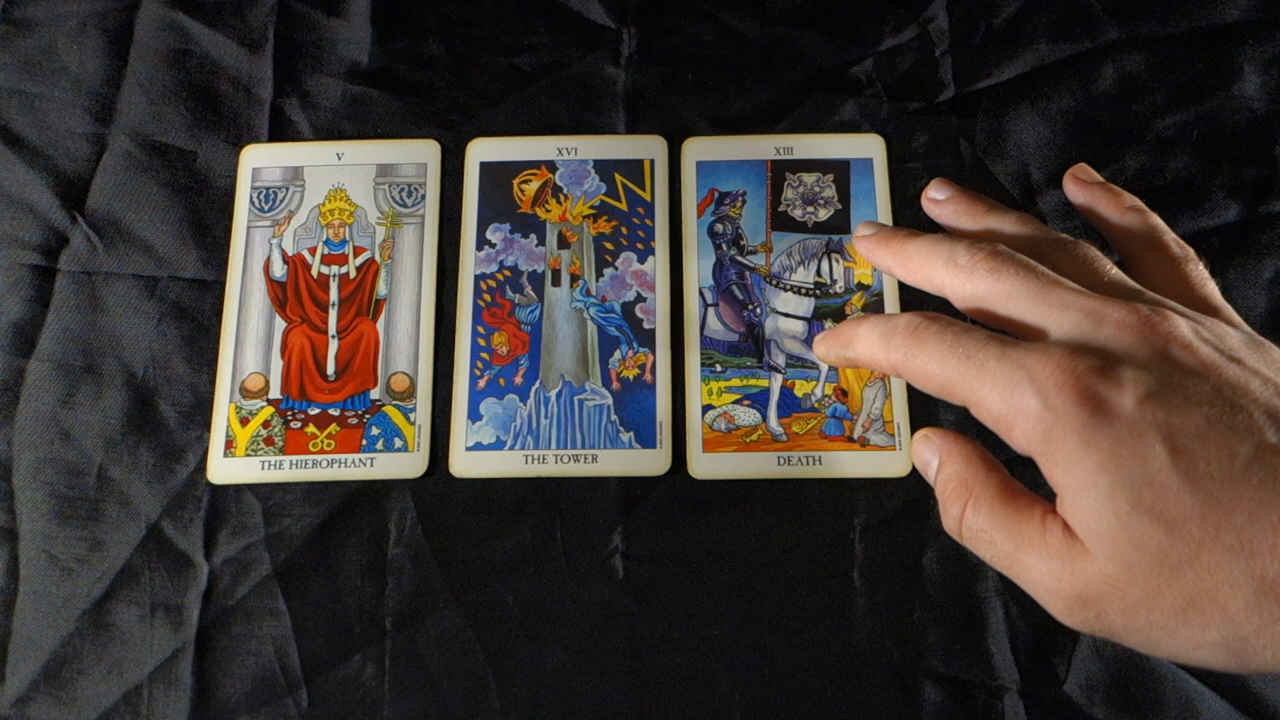 V
THE HIEROPHANT
XVI
THE TOWER
XIII
DEATH